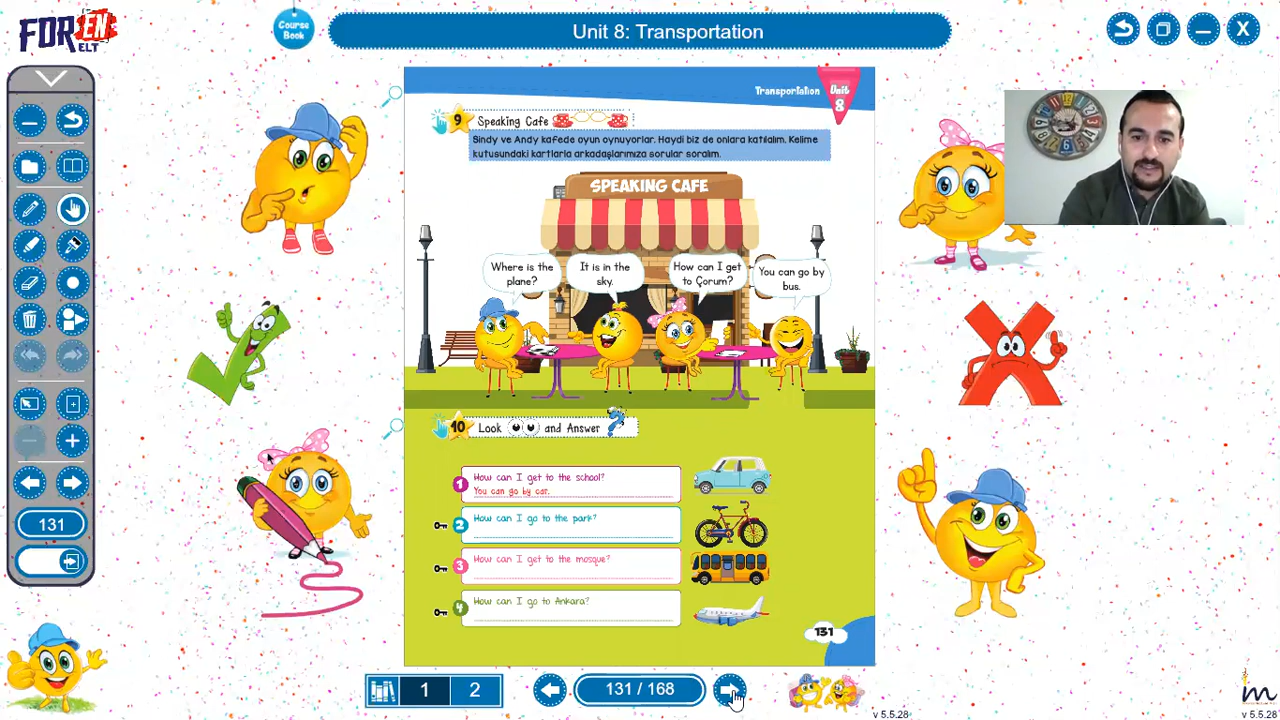 FOREN
ELT
Course
Book
Unit 8: Transportation
X
Transportation
Unit
8
9 Speaking Cafe
Sindy ve Andy kafede oyun oynuyorlar. Haydi biz de onlara katılalım. Kelime
kutusundaki kartlarla arkadaşlarımıza sorular soralım.
SPEAKING CAFE
Where is the
plane?
It is in the
sky.
How can I get
to Çorum?
You can go by
bus.
10 Look and Answer
1 How can I get to the school?
You can go by car.
2 How can I go to the park?
3 How can I get to the mosque?
4 How can I go to Ankara?
131
131
1 2
131 / 168
v 5.5.28
v 5.5.28